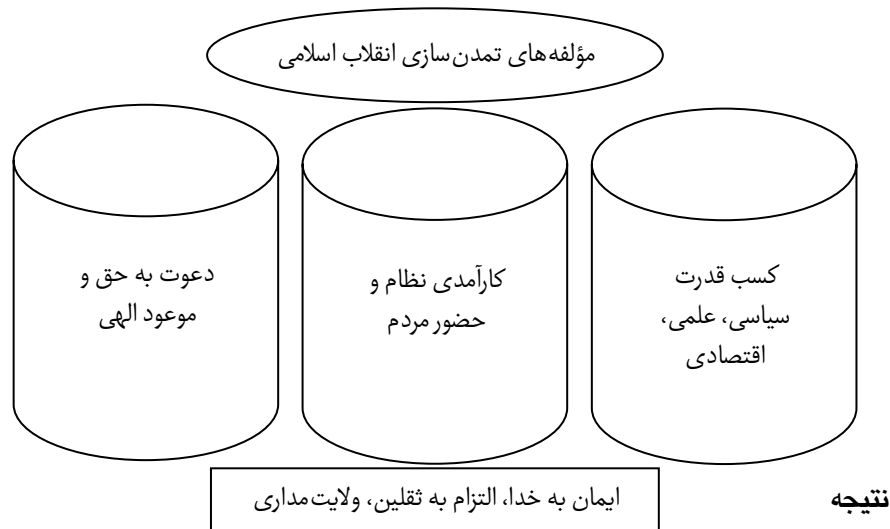 مؤلفه‌های تمدن‌سازی انقلاب اسلامی
کسب قدرت
سیاسی، علمی،
اقتصادی
کارآمدی نظام و
حضور مردم
دعوت به حق و
موعود الهی
ایمان به خدا، التزام به ثقلین، ولایت‌مداری
نتیجه